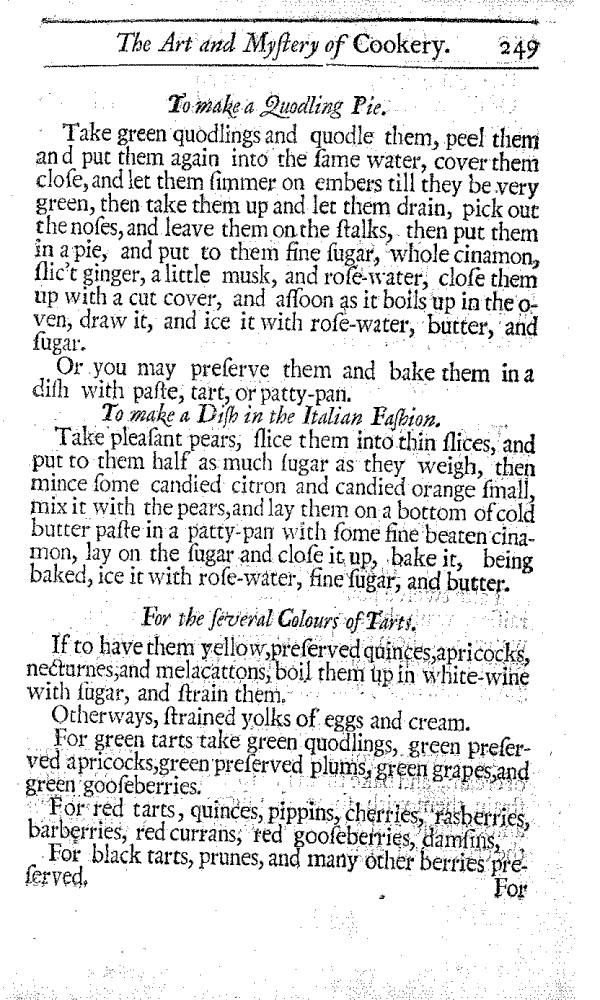 The Art and Myſtery of Cookery. 249
To make a Quodling Pie.
Take green quodlings and quodle them, peel them
and put them again into the ſame water, cover them
cloſe, and let them ſimmer on embers till they be very
green, then take them up and let them drain, pick out
the noſes, and leave them on the ſtalks, then put them
in a pie, and put to them fine ſugar, whole cinamon,
ſlic't ginger, a little musk, and roſe-water, cloſe them
up with a cut cover, and aſſoon as it boils up in the o-
ven, draw it, and ice it with roſe-water, butter, and
ſugar.
Or you may preſerve them and bake them in a
diſh with paſte, tart, or patty-pan.
To make a Diſh in the Italian Faſhion.
Take pleaſant pears, ſlice them into thin ſlices, and
put to them half as much ſugar as they weigh, then
mince ſome candied citron and candied orange ſmall,
mix it with the pears, and lay them on a bottom of cold
butter paſte in a patty-pan with ſome fine beaten cina-
mon, lay on the ſugar and cloſe it up, bake it, being
baked, ice it with roſe-water, fine ſugar, and butter.
For the ſeveral Colours of Tarts.
If to have them yellow, preſerved quinces, apricocks,
necturnes, and melacattons, boil them up in white-wine
with ſugar, and ſtrain them.
Otherways, ſtrained yolks of eggs and cream.
For green tarts take green quodlings, green preſer-
ved apricocks, green preſerved plums, green grapes, and
green gooſeberries.
For red tarts, quinces, pippins, cherries, rasberries,
barberries, red currans, red gooſeberries, damſins,
For black tarts, prunes, and many other berries pre-
ſerved.
For